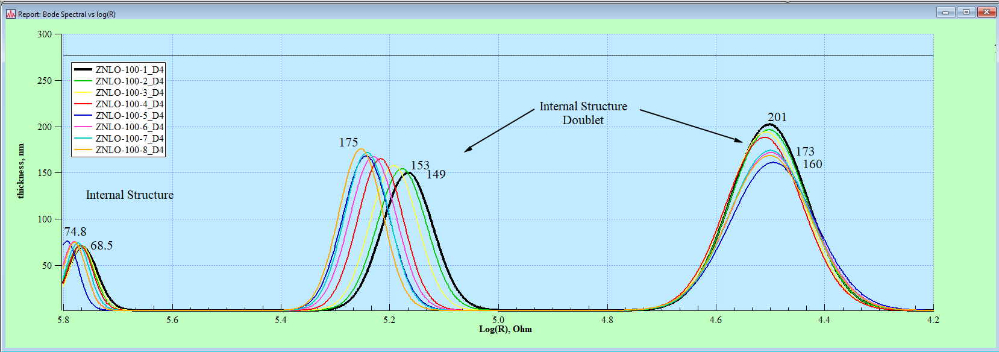 Report: Bode Spectral vs log(R)
300
250
200
150
100
50
thickness, nm
ZNLO-100-1_D4
ZNLO-100-2_D4
ZNLO-100-3_D4
ZNLO-100-4_D4
ZNLO-100-5_D4
ZNLO-100-6_D4
ZNLO-100-7_D4
ZNLO-100-8_D4
Internal Structure
Doublet
201
175
173
160
153
149
Internal Structure
74.8
68.5
5.8 5.6 5.4 5.2 5.0 4.8 4.6 4.4 4.2
Log(R), Ohm